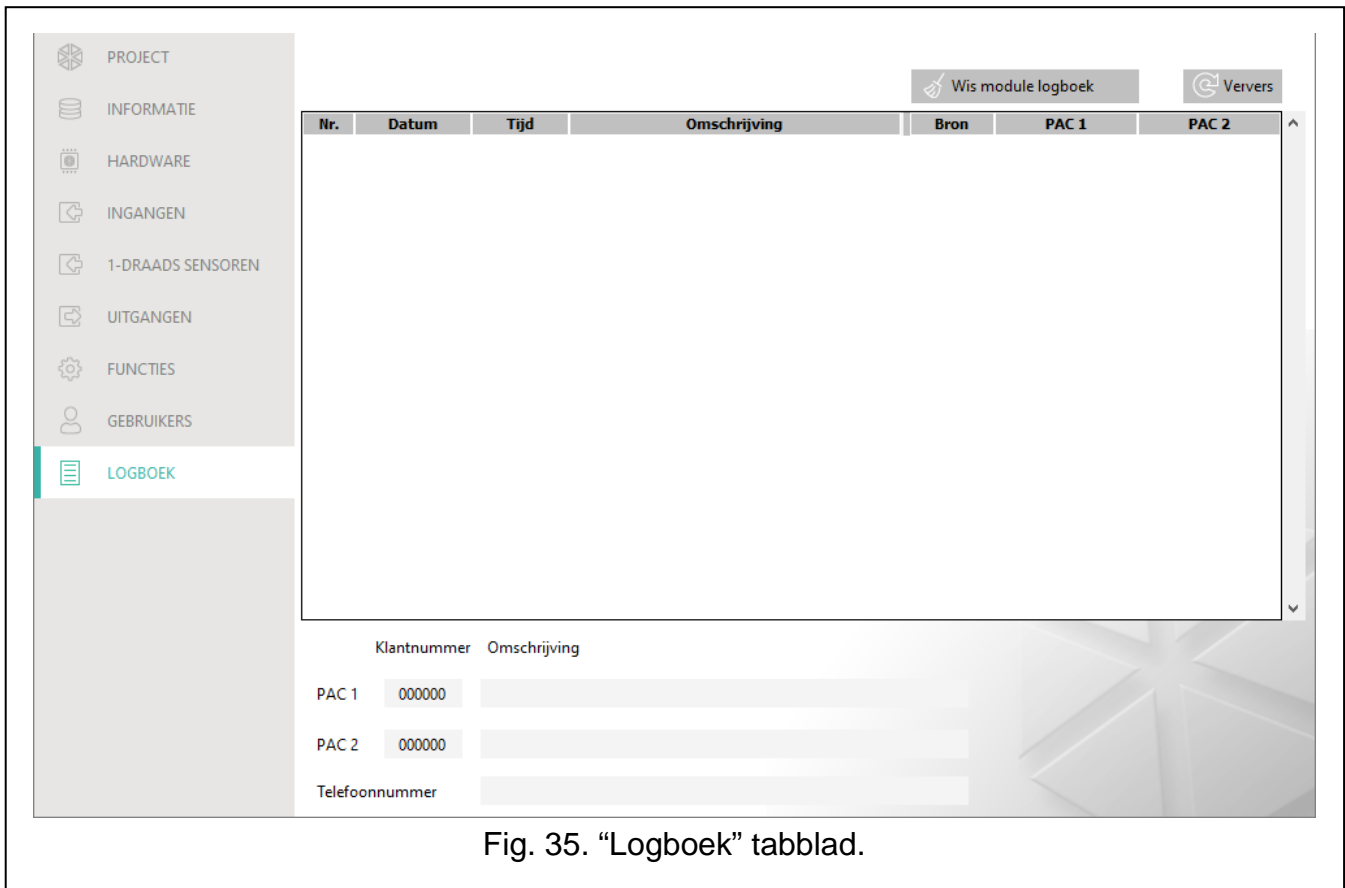 PROJECT
INFORMATIE
HARDWARE
INGANGEN
1-DRAADS SENSOREN
UITGANGEN
FUNCTIES
GEBRUIKERS
LOGBOEK
Wis module logboek Ververs
Nr. Datum Tijd Omschrijving Bron PAC 1 PAC 2
Klantnummer Omschrijving
PAC 1 000000
PAC 2 000000
Telefoonnummer
Fig. 35. “Logboek” tabblad.